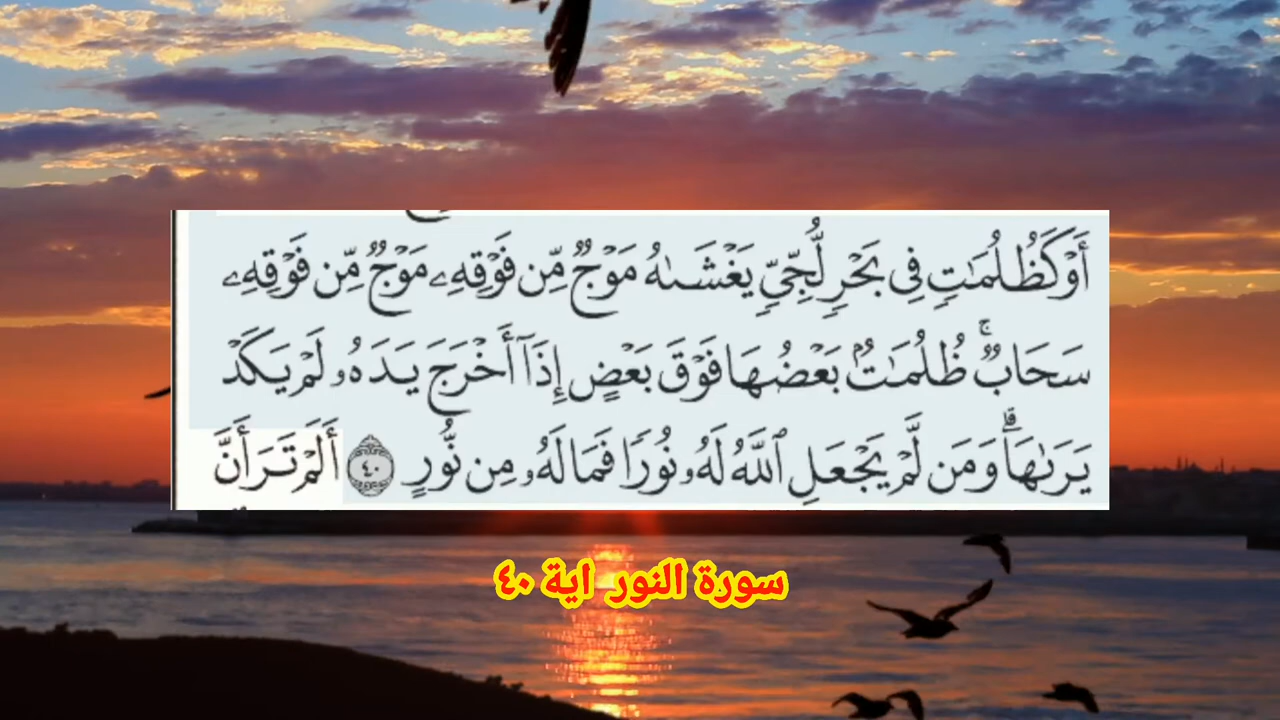 أَوْ كَظُلُمَـٰتٍ فِى بَحْرٍ لُّجِّىٍّ يَغْشَىٰهُ مَوْجٌ مِّن فَوْقِهِۦ مَوْجٌ مِّن فَوْقِهِۦ
سَحَابٌ ۚ ظُلُمَـٰتٌۢ بَعْضُهَا فَوْقَ بَعْضٍ إِذَآ أَخْرَجَ يَدَهُۥ لَمْ يَكَدْ
يَرَىٰهَا ۗ وَمَن لَّمْ يَجْعَلِ ٱللَّهُ لَهُۥ نُورًا فَمَا لَهُۥ مِن نُّورٍ ٤٠ أَلَمْ تَرَ أَنَّ
سورة النور اية ٤٠